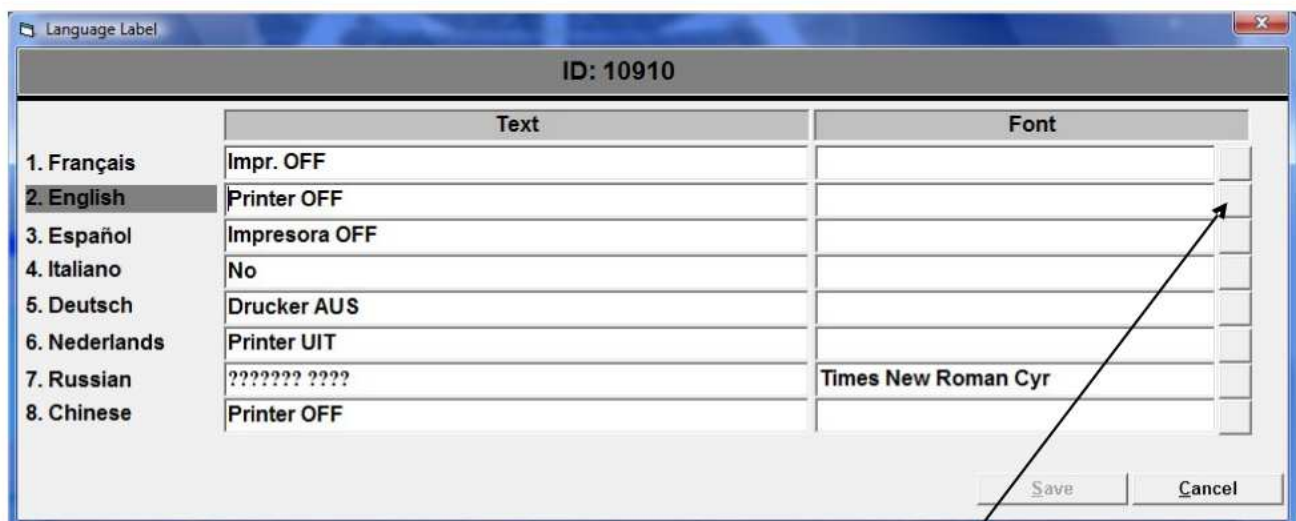 Language Label
ID: 10910
Text Font
1. Français Impr. OFF
2. English Printer OFF
3. Español Impresora OFF
4. Italiano No
5. Deutsch Drucker AUS
6. Nederlands Printer UIT
7. Russian ??????? ???? Times New Roman Cyr
8. Chinese Printer OFF
Save Cancel